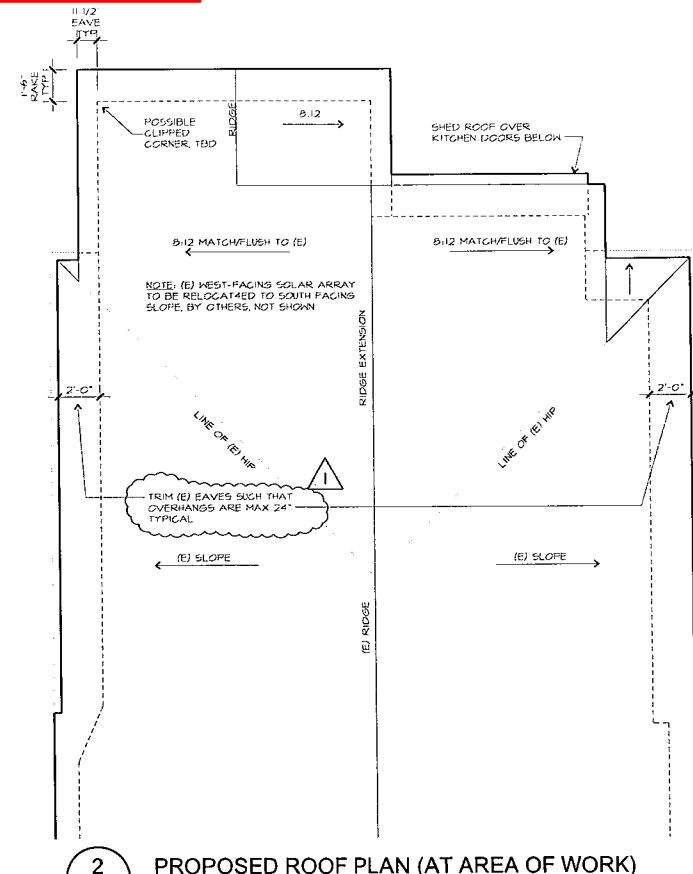 11 1/2"
EAVE
TYP.
1'-6"
RAKE
TYP.
POSSIBLE
CLIPPED
CORNER, TBD
RIDGE
8:12
SHED ROOF OVER
KITCHEN DOORS BELOW
8:12 MATCH/FLUSH TO (E)
8:12 MATCH/FLUSH TO (E)
NOTE: (E) WEST-FACING SOLAR ARRAY
TO BE RELOCAT4ED TO SOUTH FACING
SLOPE, BY OTHERS, NOT SHOWN
RIDGE EXTENSION
2'-0"
2'-0"
LINE OF (E) HIP
LINE OF (E) HIP
1
TRIM (E) EAVES SUCH THAT
OVERHANGS ARE MAX 24"
TYPICAL
(E) SLOPE
(E) SLOPE
(E) RIDGE
2
PROPOSED ROOF PLAN (AT AREA OF WORK)